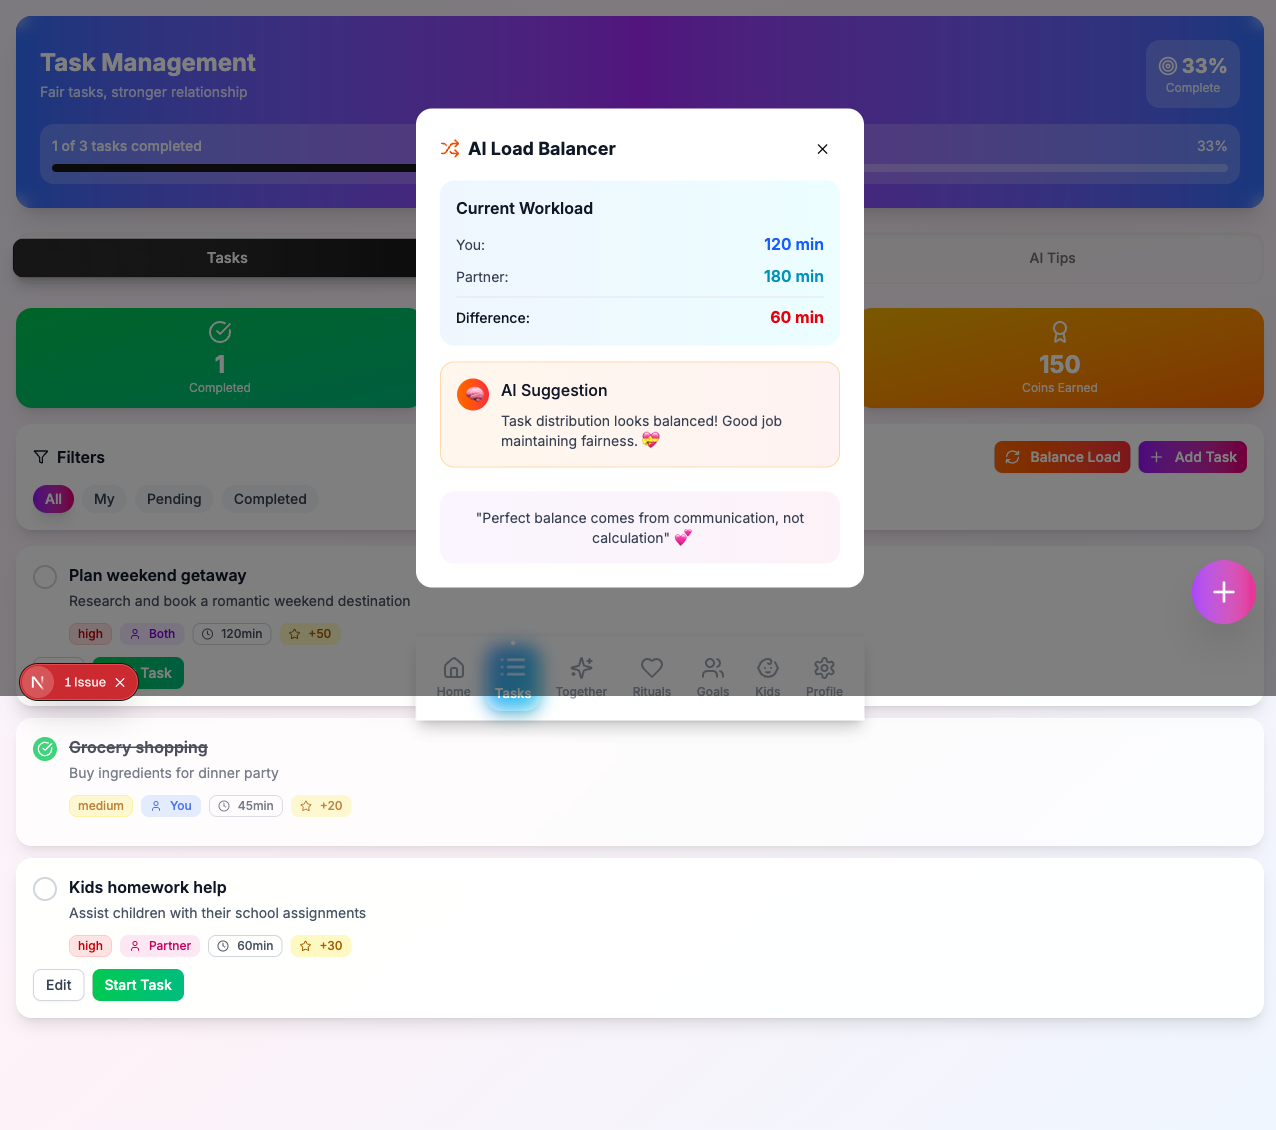 Task Management
Fair tasks, stronger relationship
33%
Complete
1 of 3 tasks completed
33%
Tasks
AI Tips
1
Completed
150
Coins Earned
Filters
Balance Load
Add Task
All
My
Pending
Completed
AI Load Balancer
Current Workload
You:
120 min
Partner:
180 min
Difference:
60 min
AI Suggestion
Task distribution looks balanced! Good job
maintaining fairness. 💝
"Perfect balance comes from communication, not
calculation" 💞
Plan weekend getaway
Research and book a romantic weekend destination
high
Both
120min
+50
Task
N
1 Issue
Home
Tasks
Together
Rituals
Goals
Kids
Profile
Grocery shopping
Buy ingredients for dinner party
medium
You
45min
+20
Kids homework help
Assist children with their school assignments
high
Partner
60min
+30
Edit
Start Task